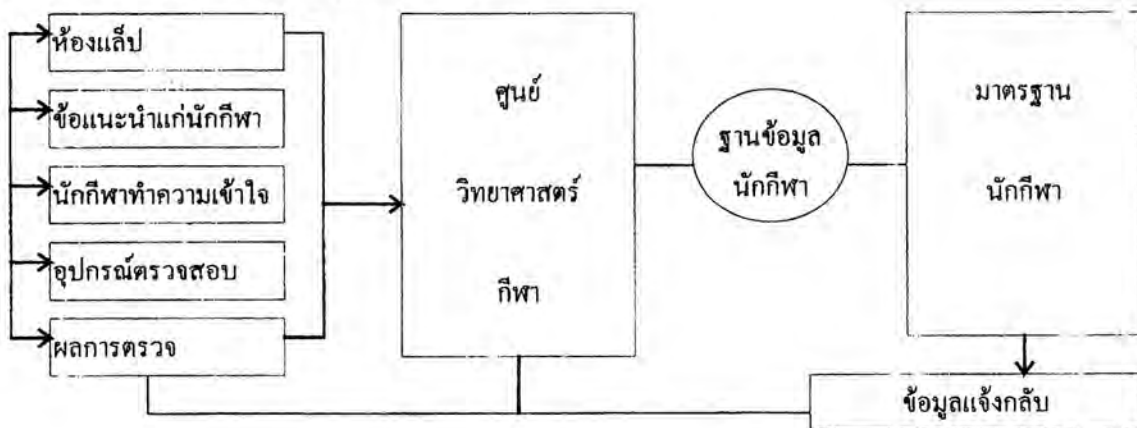 ห้องแล็ป
ข้อแนะนำแก่นักกีฬา
นักกีฬาทำความเข้าใจ
อุปกรณ์ตรวจสอบ
ผลการตรวจ
ศูนย์
วิทยาศาสตร์
กีฬา
ฐานข้อมูล
นักกีฬา
มาตรฐาน
นักกีฬา
ข้อมูลแจ้งกลับ